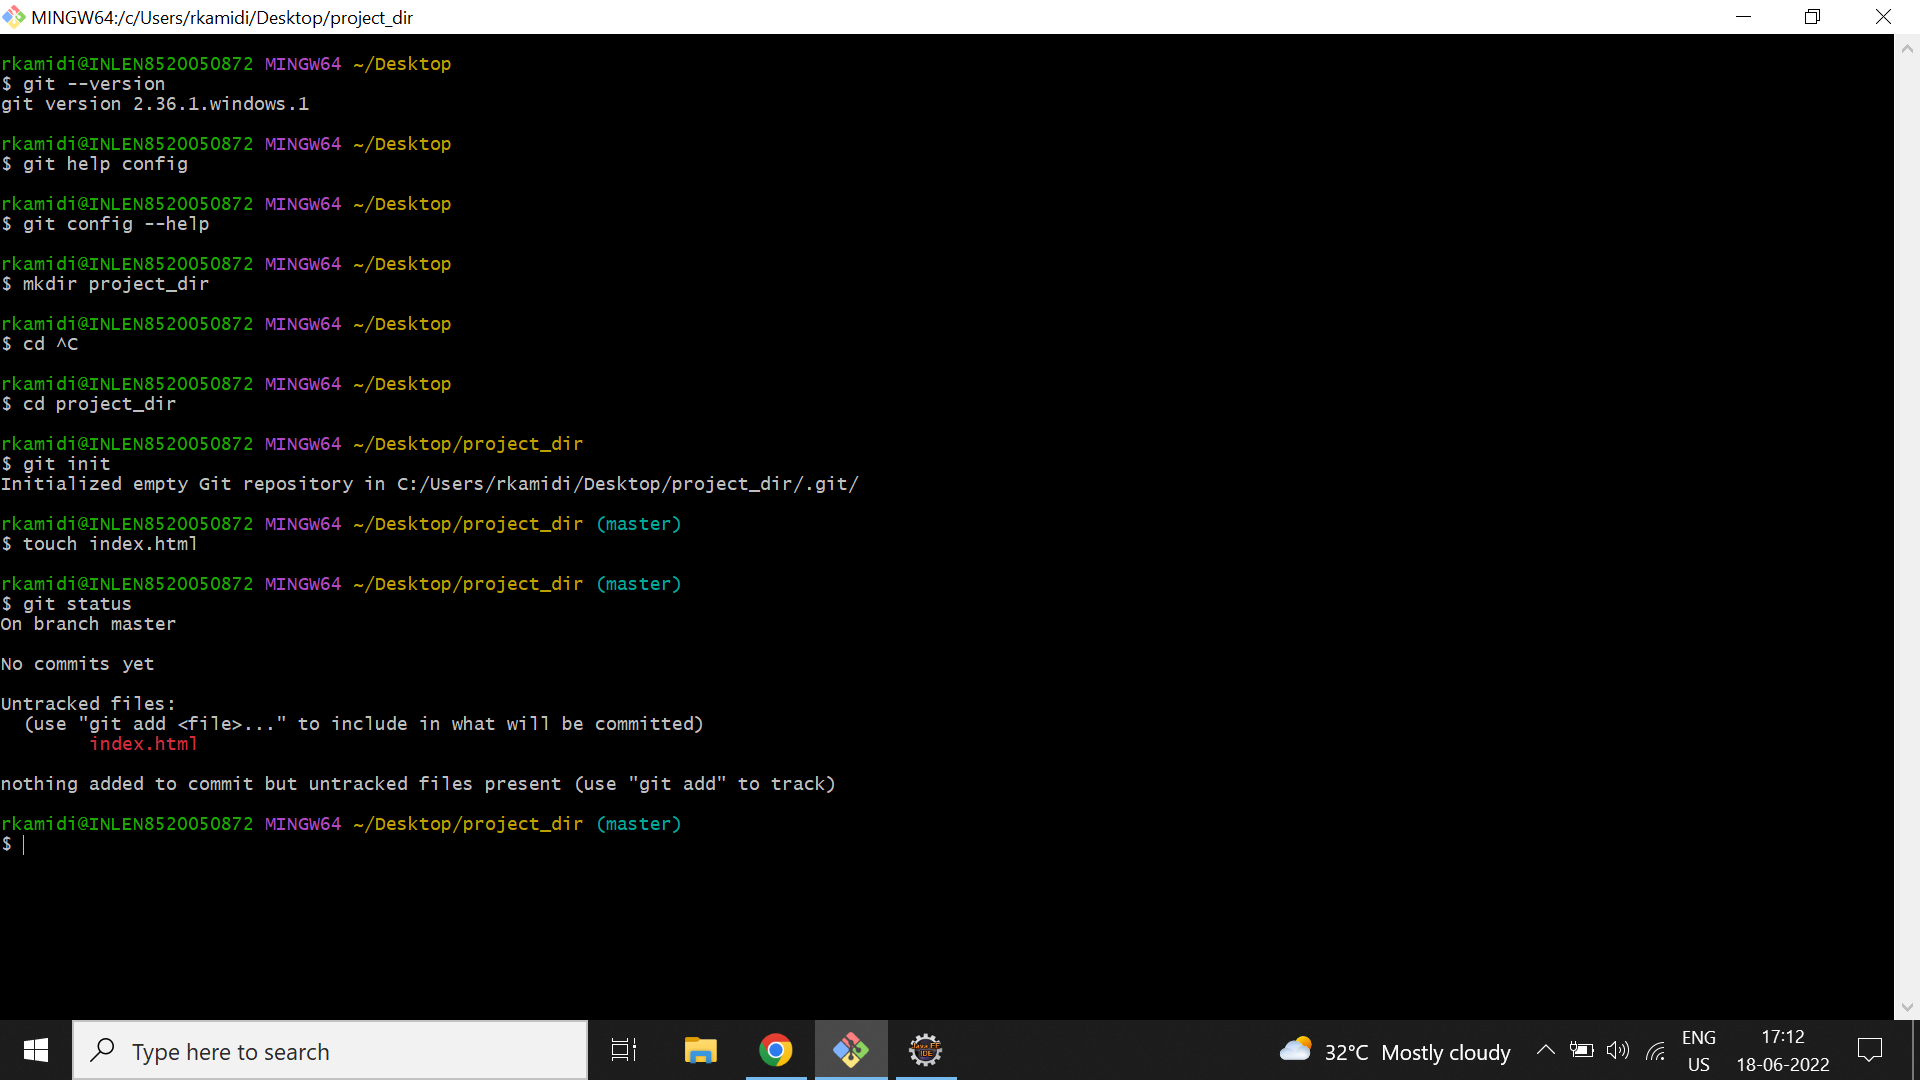 MINGW64:/c/Users/rkamidi/Desktop/project_dir
rkamidi@INLEN8520050872 MINGW64 ~/Desktop
$ git --version
git version 2.36.1.windows.1
rkamidi@INLEN8520050872 MINGW64 ~/Desktop
$ git help config
rkamidi@INLEN8520050872 MINGW64 ~/Desktop
$ git config --help
rkamidi@INLEN8520050872 MINGW64 ~/Desktop
$ mkdir project_dir
rkamidi@INLEN8520050872 MINGW64 ~/Desktop
$ cd ^C
rkamidi@INLEN8520050872 MINGW64 ~/Desktop
$ cd project_dir
rkamidi@INLEN8520050872 MINGW64 ~/Desktop/project_dir
$ git init
Initialized empty Git repository in C:/Users/rkamidi/Desktop/project_dir/.git/
rkamidi@INLEN8520050872 MINGW64 ~/Desktop/project_dir (master)
$ touch index.html
rkamidi@INLEN8520050872 MINGW64 ~/Desktop/project_dir (master)
$ git status
On branch master
No commits yet
Untracked files:
(use "git add <file>..." to include in what will be committed)
index.html
nothing added to commit but untracked files present (use "git add" to track)
rkamidi@INLEN8520050872 MINGW64 ~/Desktop/project_dir (master)
$
Type here to search
Java EE
IDE
32°C Mostly cloudy
ENG
US
17:12
18-06-2022